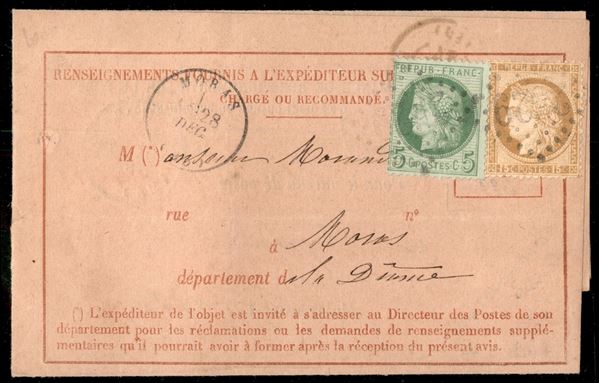 RENSEIGNEMENTS FOURNIS A L'EXPÉDITEUR SUR
CHARGÉ OU RECOMMANDÉ.
MORAS
28
DEC.
REPUB. FRANC.
5 POSTES 5 C
REPUB. FRANC.
15 C POSTES 15 C
M (*) onsieur
rue n°
à Moras
département de la Drôme
(*) L'expéditeur de l'objet est invité à s'adresser au Directeur des Postes de son
département pour les réclamations ou les demandes de renseignements supplé-
mentaires qu'il pourrait avoir à former après la réception du présent avis.